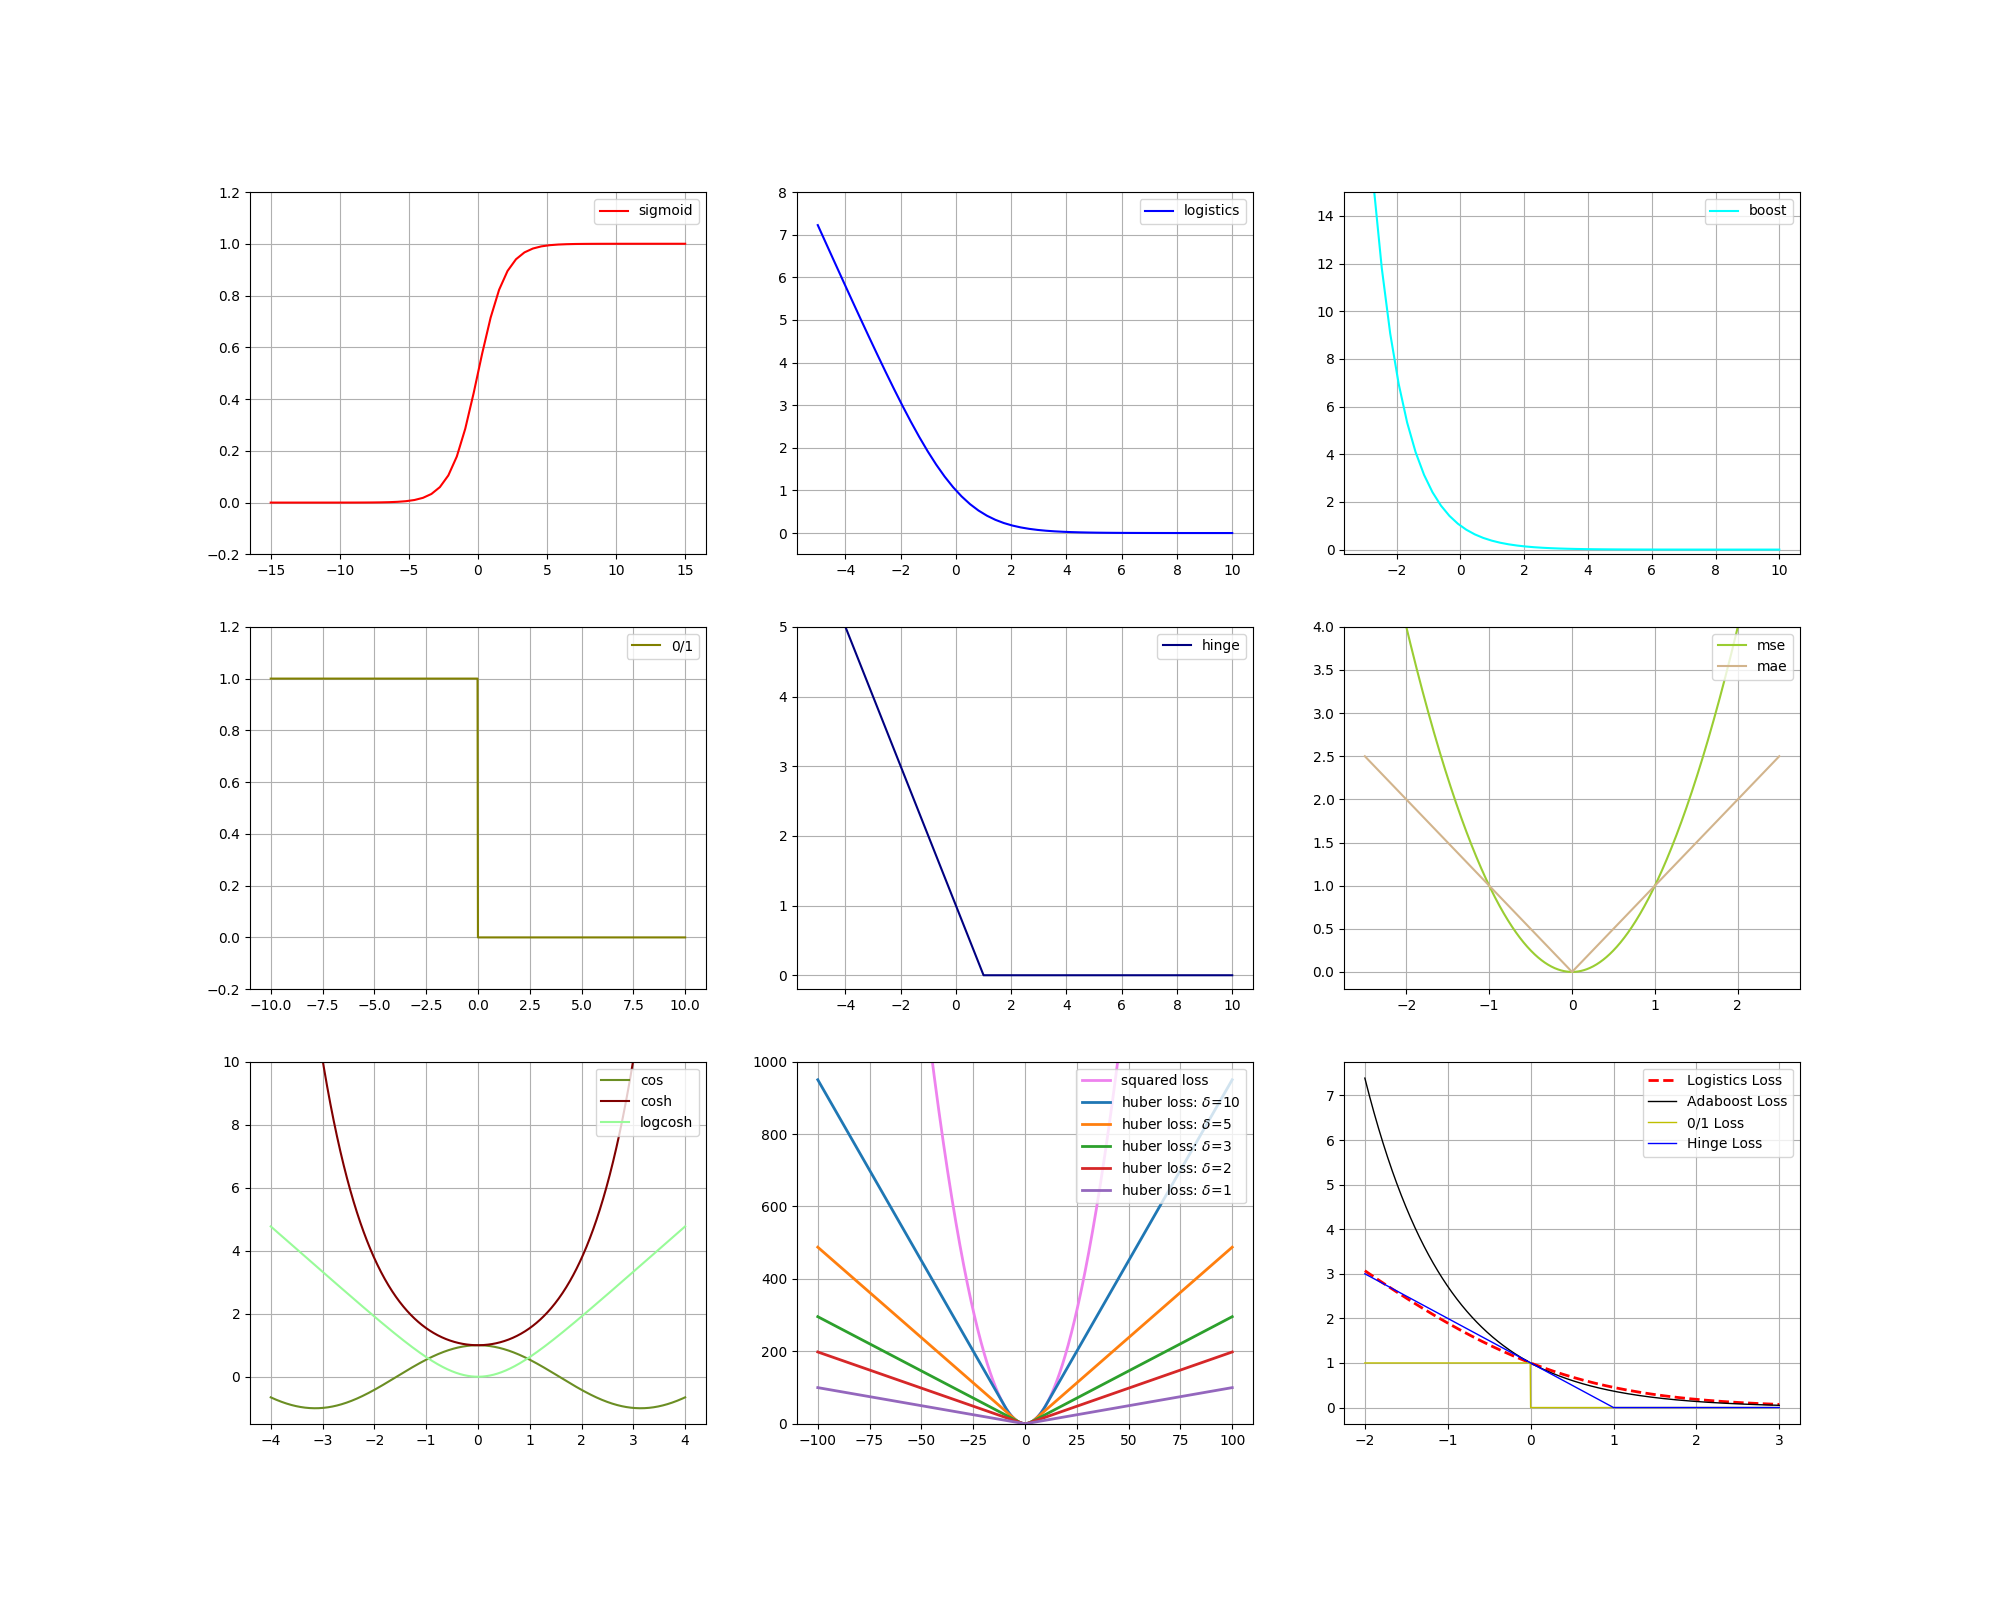 1.2
1.0
0.8
0.6
0.4
0.2
0.0
−0.2
−15 −10 −5 0 5 10 15
sigmoid
8
7
6
5
4
3
2
1
0
−4 −2 0 2 4 6 8 10
logistics
14
12
10
8
6
4
2
0
−2 0 2 4 6 8 10
boost
1.2
1.0
0.8
0.6
0.4
0.2
0.0
−0.2
−10.0 −7.5 −5.0 −2.5 0.0 2.5 5.0 7.5 10.0
0/1
5
4
3
2
1
0
−4 −2 0 2 4 6 8 10
hinge
4.0
3.5
3.0
2.5
2.0
1.5
1.0
0.5
0.0
−2 −1 0 1 2
mse
mae
10
8
6
4
2
0
−4 −3 −2 −1 0 1 2 3 4
cos
cosh
logcosh
1000
800
600
400
200
0
−100 −75 −50 −25 0 25 50 75 100
squared loss
huber loss: δ=10
huber loss: δ=5
huber loss: δ=3
huber loss: δ=2
huber loss: δ=1
7
6
5
4
3
2
1
0
−2 −1 0 1 2 3
Logistics Loss
Adaboost Loss
0/1 Loss
Hinge Loss